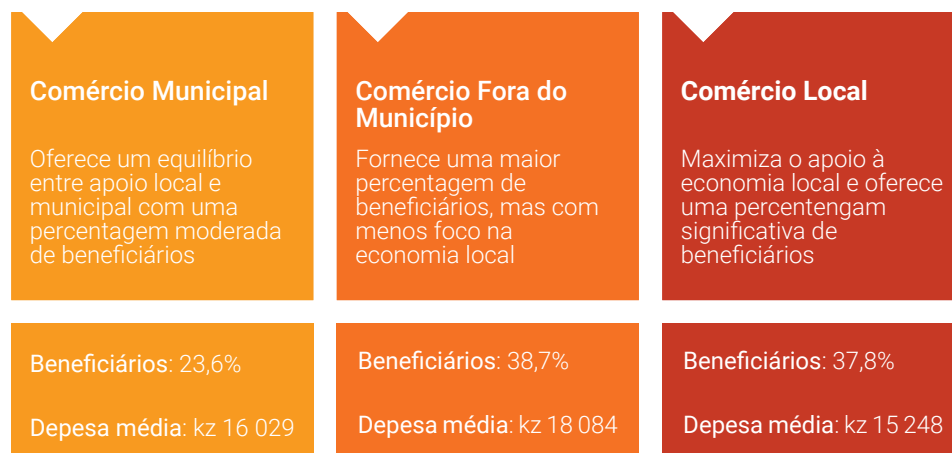 Comércio Municipal
Oferece um equilíbrio
entre apoio local e
municipal com uma
percentagem moderada
de beneficiários
Beneficiários: 23,6%
Depesa média: kz 16 029
Comércio Fora do
Município
Fornece uma maior
percentagem de
beneficiários, mas com
menos foco na
economia local
Beneficiários: 38,7%
Depesa média: kz 18 084
Comércio Local
Maximiza o apoio à
economia local e oferece
uma percentengam
significativa de
beneficiários
Beneficiários: 37,8%
Depesa média: kz 15 248